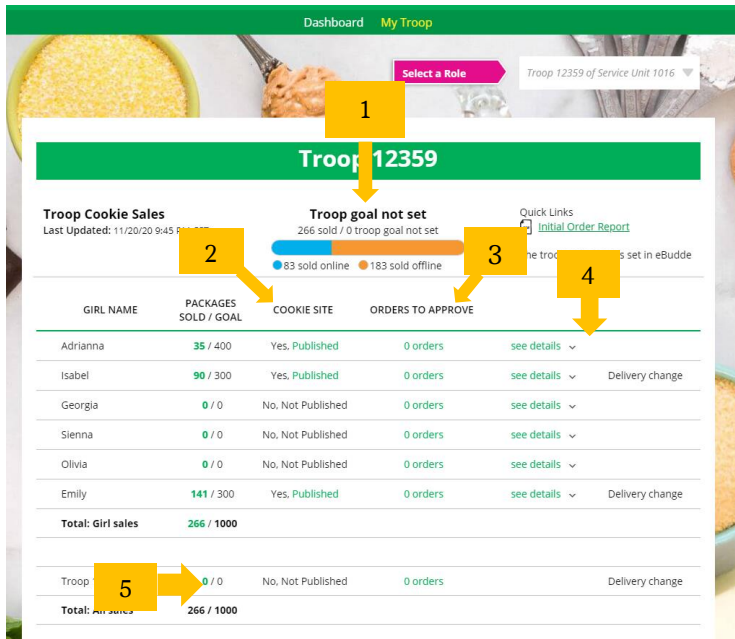 Dashboard My Troop
Select a Role
Troop 12359 of Service Unit 1016
1
Troop 12359
Troop Cookie Sales
Last Updated: 11/20/20 9:45
Troop goal not set
266 sold / 0 troop goal not set
83 sold online 183 sold offline
Quick Links
Initial Order Report
set in eBudde
2
3
4
GIRL NAME PACKAGES SOLD / GOAL COOKIE SITE ORDERS TO APPROVE
Adrianna 35 / 400 Yes, Published 0 orders see details
Isabel 90 / 300 Yes, Published 0 orders see details Delivery change
Georgia 0 / 0 No, Not Published 0 orders see details
Sienna 0 / 0 No, Not Published 0 orders see details
Olivia 0 / 0 No, Not Published 0 orders see details
Emily 141 / 300 Yes, Published 0 orders see details Delivery change
Total: Girl sales 266 / 1000
Troop 0 / 0 No, Not Published 0 orders Delivery change
5
Total: All sales 266 / 1000